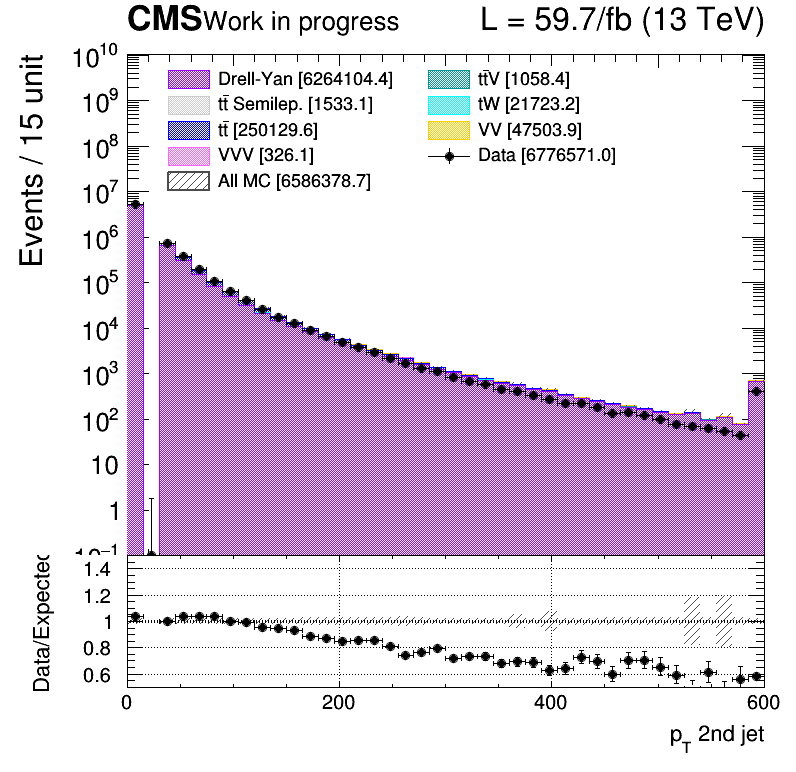 CMS Work in progress L = 59.7/fb (13 TeV)
Events / 15 unit
10^10
10^9
10^8
10^7
10^6
10^5
10^4
10^3
10^2
10
1
10^−1
Drell-Yan [6264104.4]
tt̄V [1058.4]
tt̄ Semilep. [1533.1]
tW [21723.2]
tt̄ [250129.6]
VV [47503.9]
VVV [326.1]
Data [6776571.0]
All MC [6586378.7]
Data/Expected
1.4
1.2
1
0.8
0.6
0 200 400 600
p_T 2nd jet